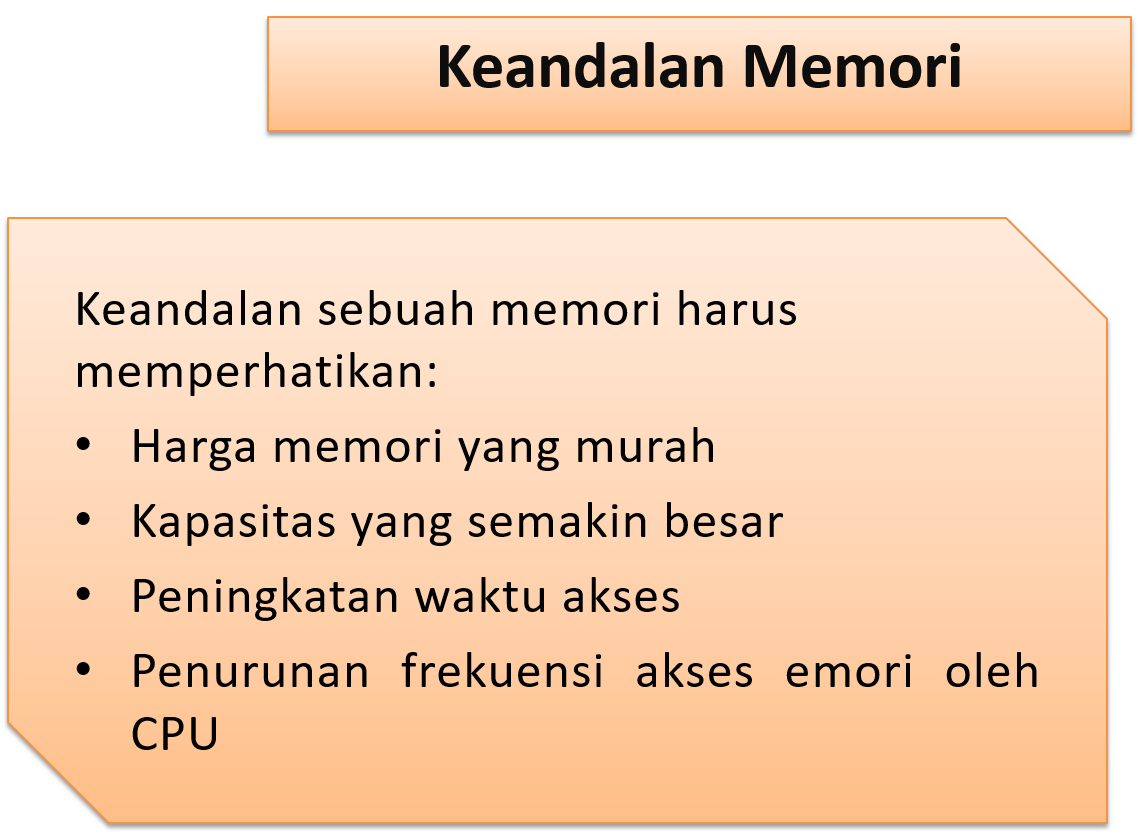 Keandalan Memori
Keandalan sebuah memori harus
memperhatikan:
• Harga memori yang murah
• Kapasitas yang semakin besar
• Peningkatan waktu akses
• Penurunan frekuensi akses emori oleh
CPU